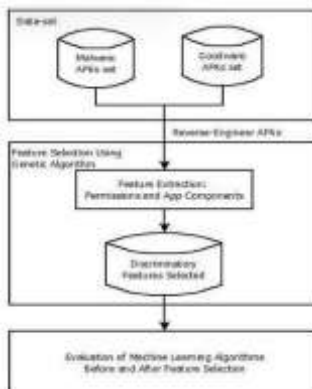 Data-set
Malware
APKs set
Goodware
APKs set
Reverse-Engineer APKs
Feature Selection Using
Genetic Algorithm
Feature Extraction:
Permissions and App Components
Discriminatory
Features Selected
Evaluation of Machine Learning Algorithms
Before and After Feature Selection